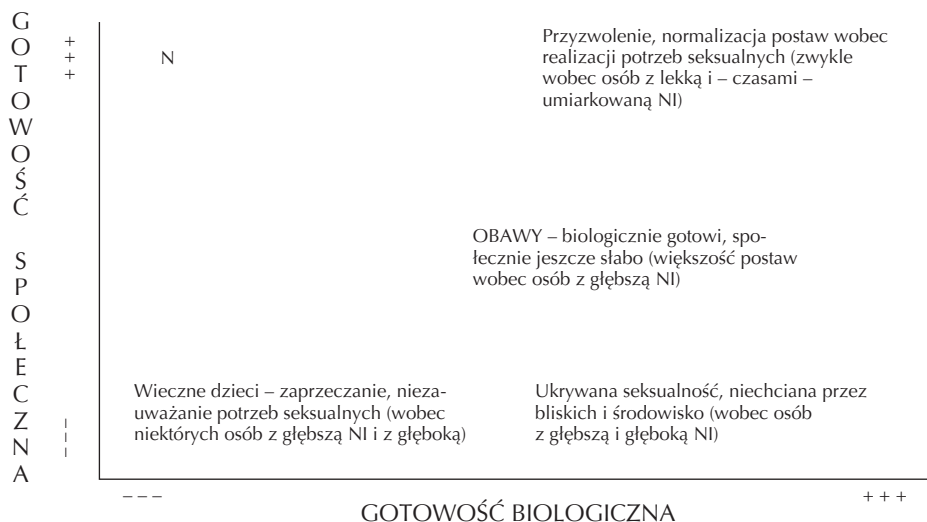 GOTOWOŚĆ SPOŁECZNA
+++
N
Przyzwolenie, normalizacja postaw wobec
realizacji potrzeb seksualnych (zwykle
wobec osób z lekką i – czasami –
umiarkowaną NI)
OBAWY – biologicznie gotowi, spo-
łecznie jeszcze słabo (większość postaw
wobec osób z głębszą NI)
Wieczne dzieci – zaprzeczanie, nieza-
uważanie potrzeb seksualnych (wobec
niektórych osób z głębszą NI i z głęboką)
Ukrywana seksualność, niechciana przez
bliskich i środowisko (wobec osób
z głębszą i głęboką NI)
– – –
– – –
+ + +
GOTOWOŚĆ BIOLOGICZNA